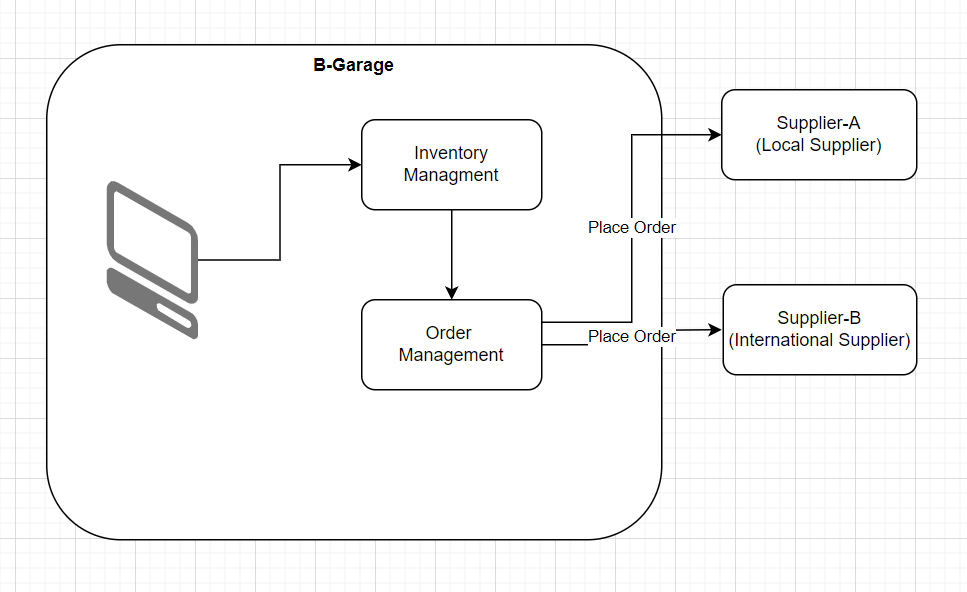 B-Garage
Inventory
Managment
Supplier-A
(Local Supplier)
Place Order
Order
Management
Place Order
Supplier-B
(International Supplier)